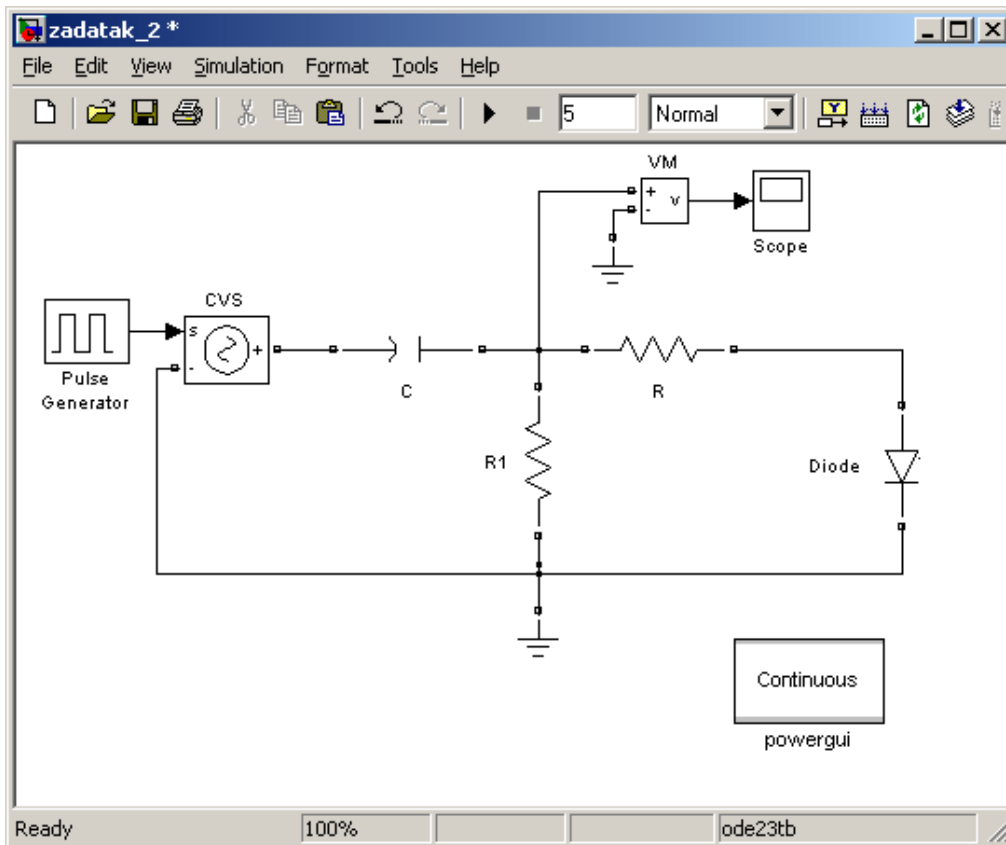 zadatak_2 *
File Edit View Simulation Format Tools Help
5 Normal
VM
+ v
-
Scope
CVS
s
+
-
Pulse
Generator
C
R
R1
Diode
Continuous
powergui
Ready 100% ode23tb